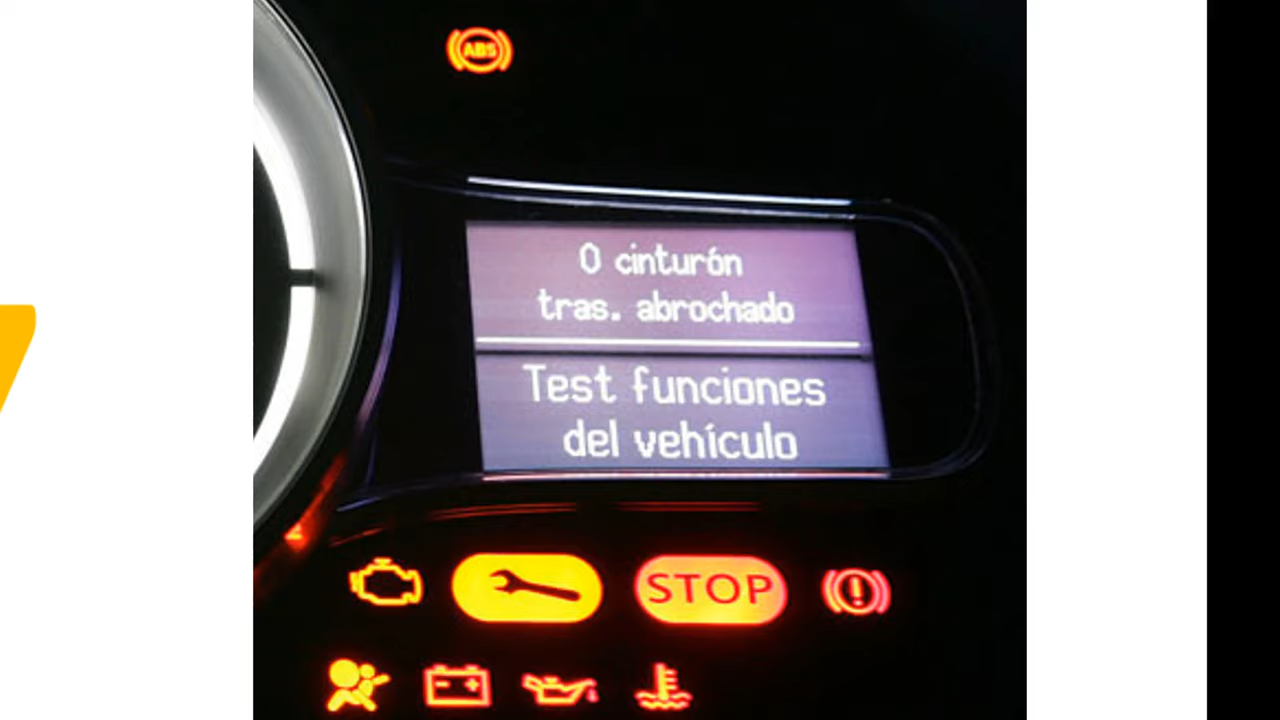 ABS
0 cinturón
tras. abrochado
Test funciones
del vehículo
STOP